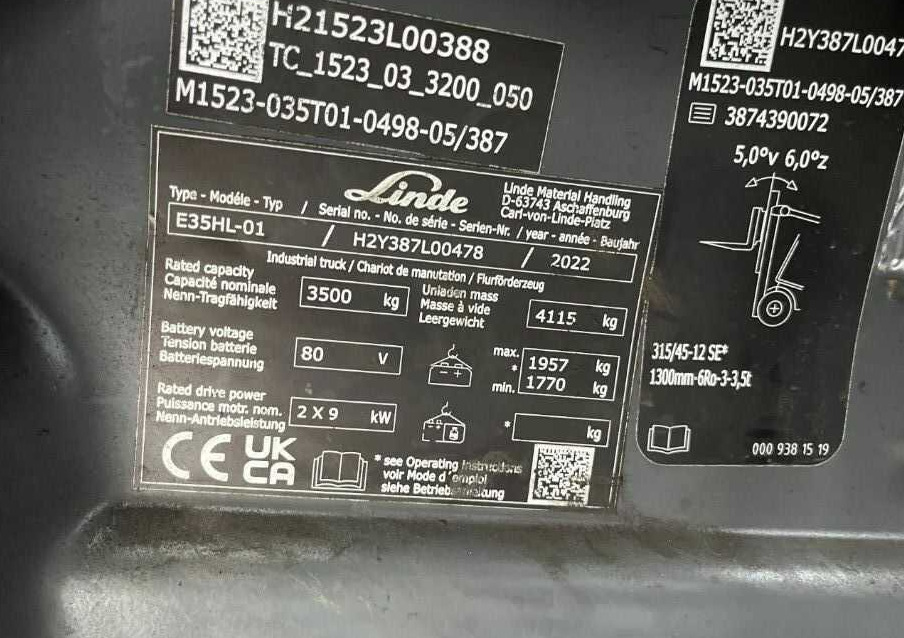 H21523L00388
TC_1523_03_3200_050
M1523-035T01-0498-05/387
Linde
Linde Material Handling
D-63743 Aschaffenburg
Carl-von-Linde-Platz
Type - Modéle - Typ / Serial no. - No. de série - Serien-Nr. / year - année - Baujahr
E35HL-01 / H2Y387L00478 / 2022
Industrial truck / Chariot de manutation / Flurförderzeug
Rated capacity
Capacité nominale
Nenn-Tragfähigkeit
3500 kg
Unladen mass
Masse à vide
Leergewicht
4115 kg
Battery voltage
Tension batterie
Batteriespannung
80 V
max.
* 1957 kg
min. 1770 kg
Rated drive power
Puissance motr. nom.
Nenn-Antriebsleistung
2 X 9 kW
* kg
CE UK
CA
* see Operating Instructions
voir Mode d'emploi
siehe Betriebsanleitung
H2Y387L0047
M1523-035T01-0498-05/387
3874390072
5,0°v 6,0°z
315/45-12 SE*
1300mm-6Ro-3-3,5t
000 938 15 19